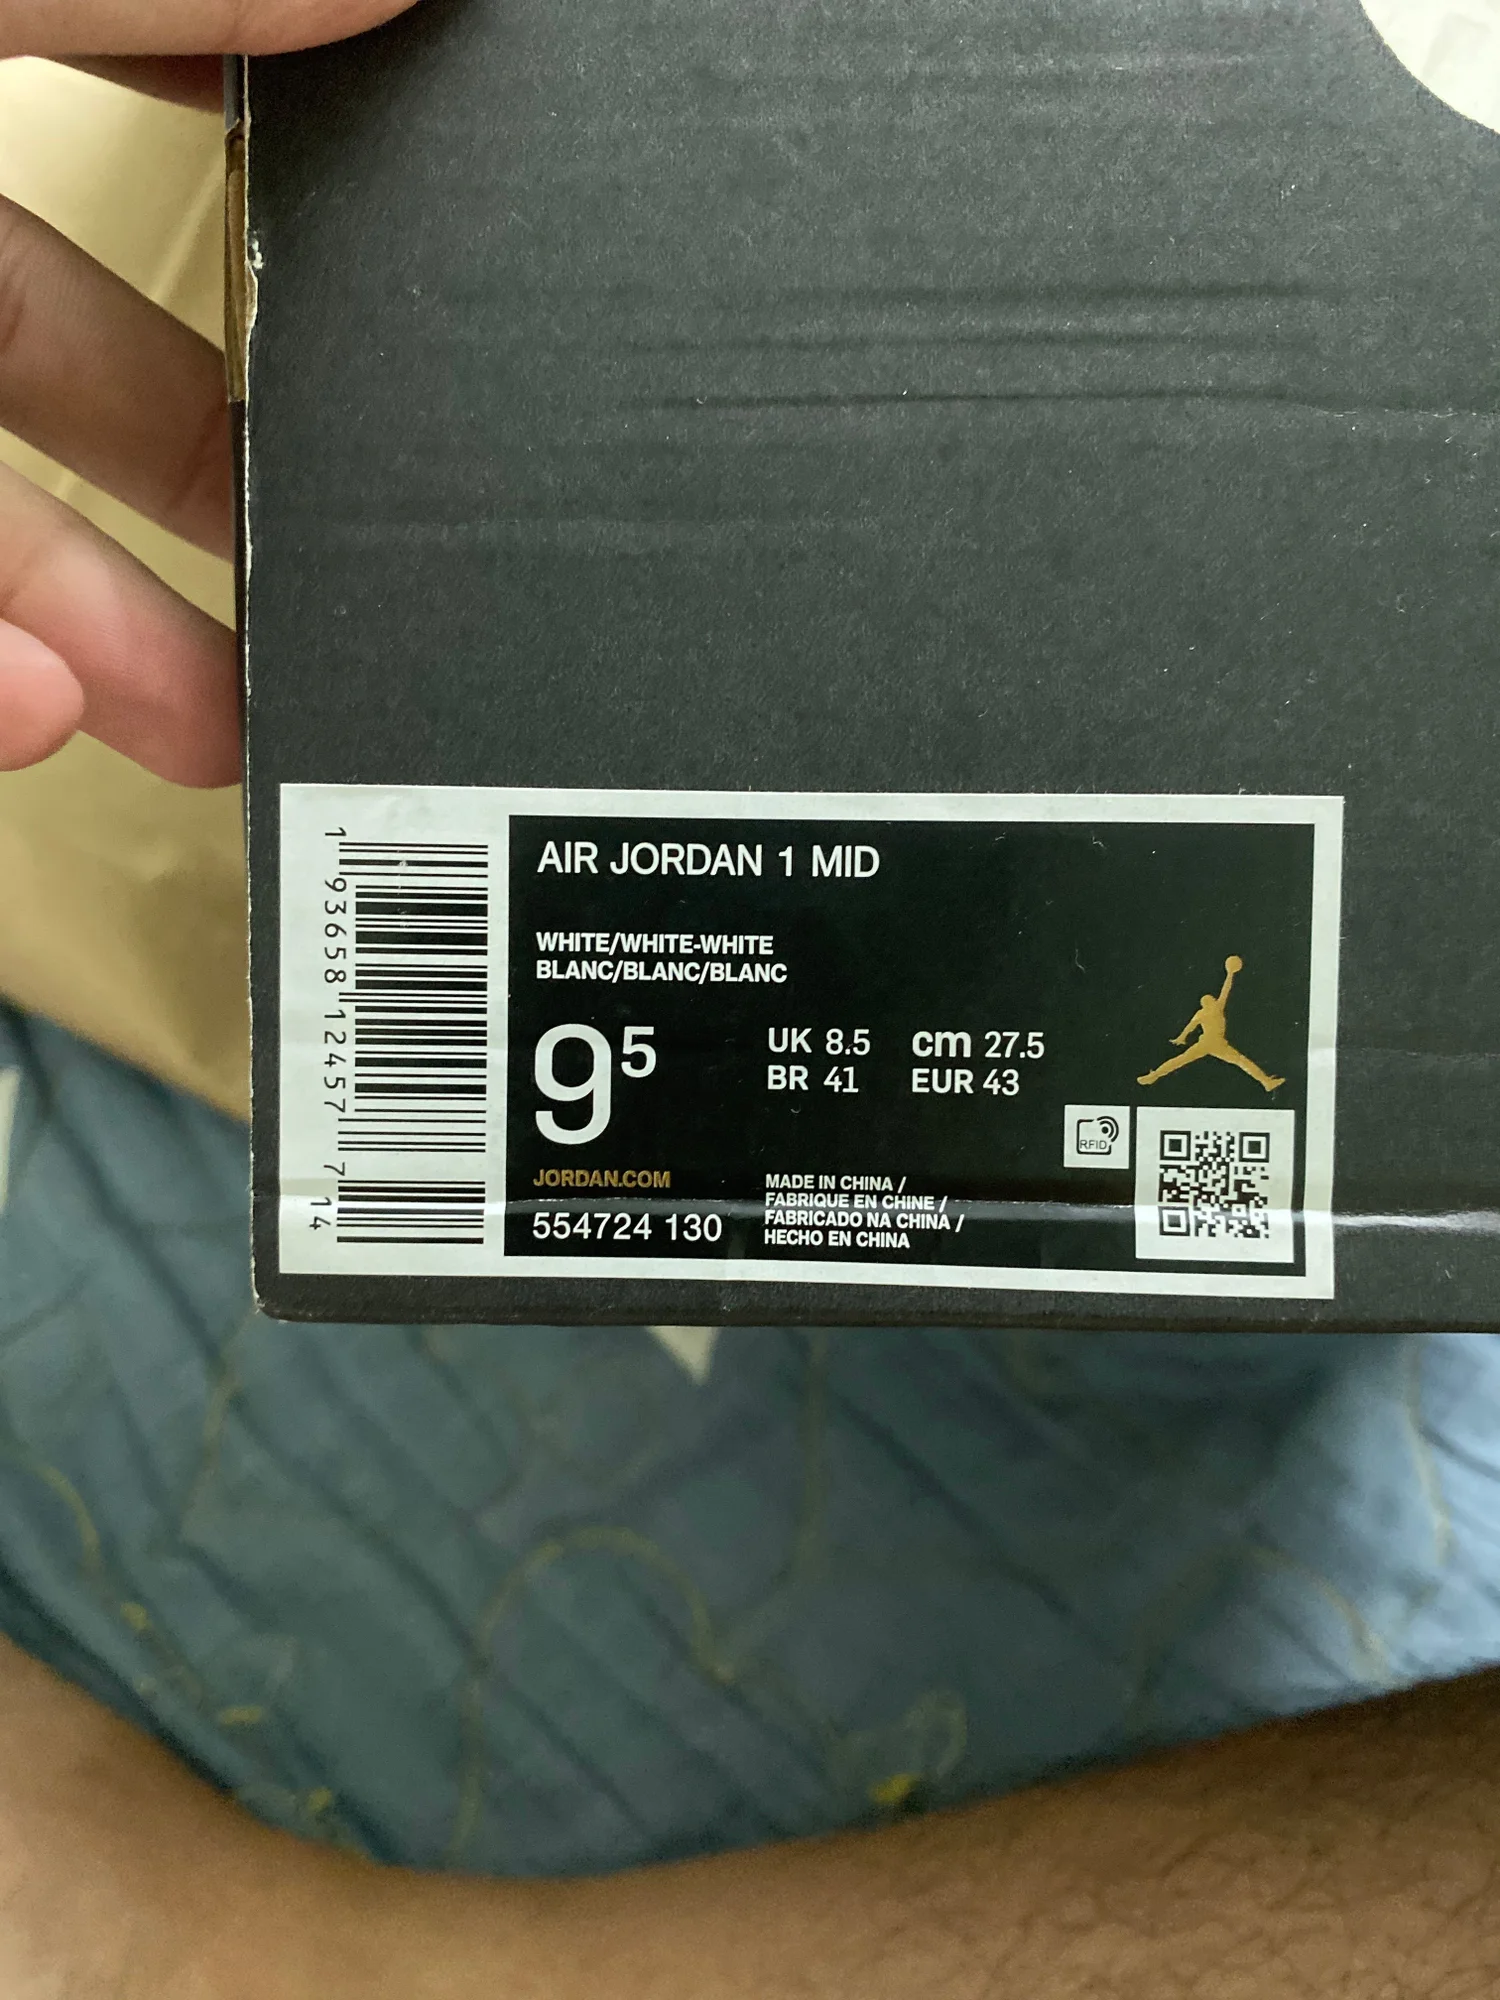 AIR JORDAN 1 MID
WHITE/WHITE-WHITE
BLANC/BLANC/BLANC
9⁵
UK 8.5 cm 27.5
BR 41 EUR 43
RFID
JORDAN.COM
554724 130
MADE IN CHINA /
FABRIQUE EN CHINE /
FABRICADO NA CHINA /
HECHO EN CHINA
1 93658 12457 7 14